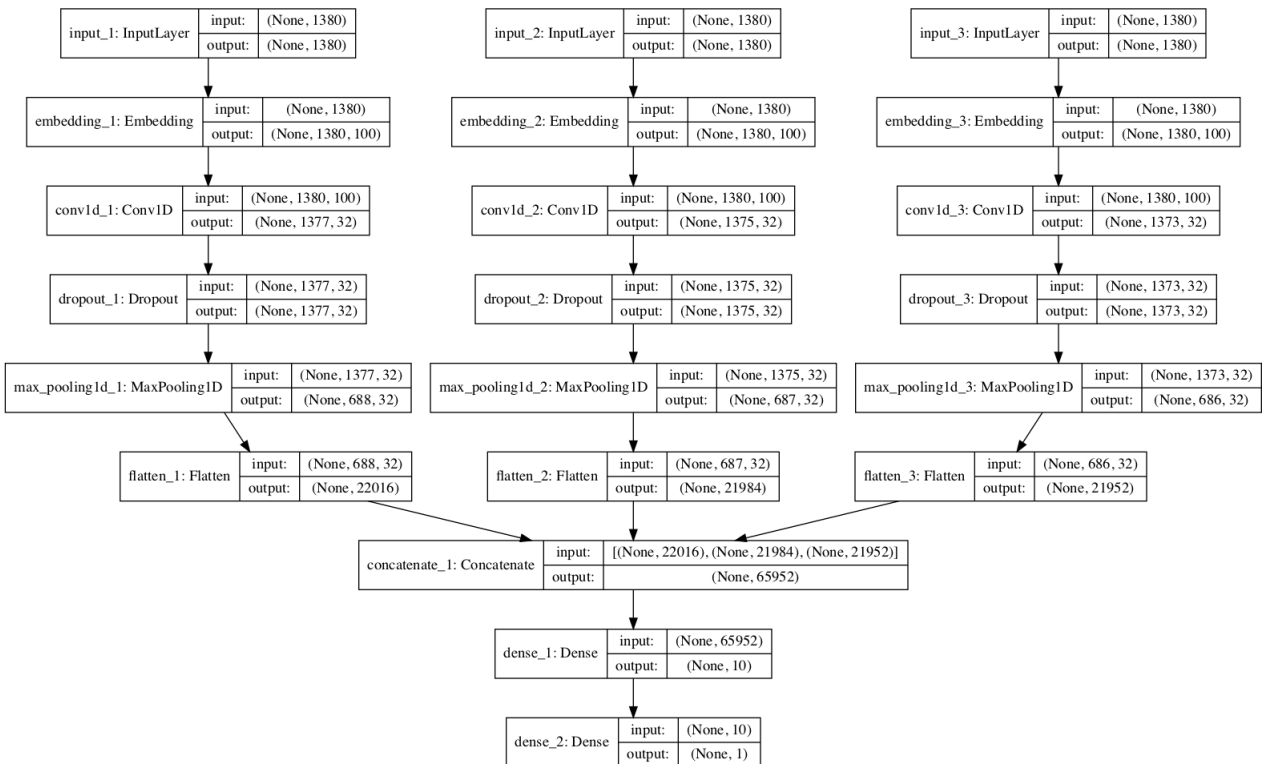 input_1: InputLayer
input: (None, 1380)
output: (None, 1380)
input_2: InputLayer
input: (None, 1380)
output: (None, 1380)
input_3: InputLayer
input: (None, 1380)
output: (None, 1380)
embedding_1: Embedding
input: (None, 1380)
output: (None, 1380, 100)
embedding_2: Embedding
input: (None, 1380)
output: (None, 1380, 100)
embedding_3: Embedding
input: (None, 1380)
output: (None, 1380, 100)
conv1d_1: Conv1D
input: (None, 1380, 100)
output: (None, 1377, 32)
conv1d_2: Conv1D
input: (None, 1380, 100)
output: (None, 1375, 32)
conv1d_3: Conv1D
input: (None, 1380, 100)
output: (None, 1373, 32)
dropout_1: Dropout
input: (None, 1377, 32)
output: (None, 1377, 32)
dropout_2: Dropout
input: (None, 1375, 32)
output: (None, 1375, 32)
dropout_3: Dropout
input: (None, 1373, 32)
output: (None, 1373, 32)
max_pooling1d_1: MaxPooling1D
input: (None, 1377, 32)
output: (None, 688, 32)
max_pooling1d_2: MaxPooling1D
input: (None, 1375, 32)
output: (None, 687, 32)
max_pooling1d_3: MaxPooling1D
input: (None, 1373, 32)
output: (None, 686, 32)
flatten_1: Flatten
input: (None, 688, 32)
output: (None, 22016)
flatten_2: Flatten
input: (None, 687, 32)
output: (None, 21984)
flatten_3: Flatten
input: (None, 686, 32)
output: (None, 21952)
concatenate_1: Concatenate
input: [(None, 22016), (None, 21984), (None, 21952)]
output: (None, 65952)
dense_1: Dense
input: (None, 65952)
output: (None, 10)
dense_2: Dense
input: (None, 10)
output: (None, 1)